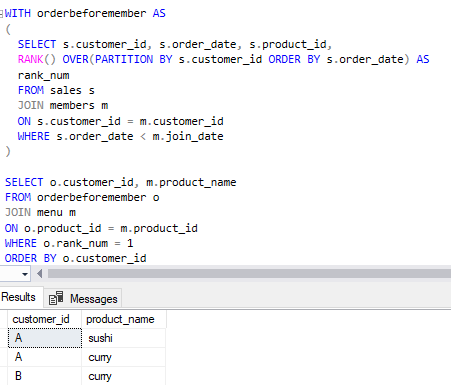 WITH orderbeforemember AS
(
SELECT s.customer_id, s.order_date, s.product_id,
RANK() OVER(PARTITION BY s.customer_id ORDER BY s.order_date) AS
rank_num
FROM sales s
JOIN members m
ON s.customer_id = m.customer_id
WHERE s.order_date < m.join_date
)
SELECT o.customer_id, m.product_name
FROM orderbeforemember o
JOIN menu m
ON o.product_id = m.product_id
WHERE o.rank_num = 1
ORDER BY o.customer_id
Results Messages
customer_id product_name
A sushi
A curry
B curry